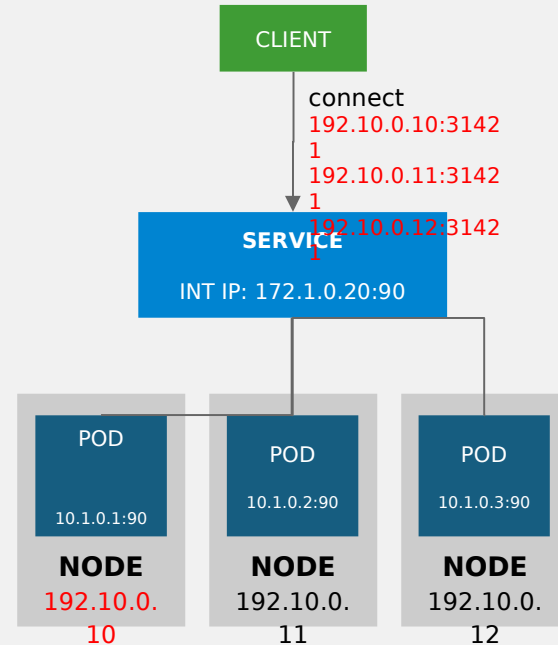 CLIENT
connect
192.10.0.10:3142
1
192.10.0.11:3142
1
192.10.0.12:3142
1
SERVICE
INT IP: 172.1.0.20:90
POD
10.1.0.1:90
NODE
192.10.0.
10
POD
10.1.0.2:90
NODE
192.10.0.
11
POD
10.1.0.3:90
NODE
192.10.0.
12